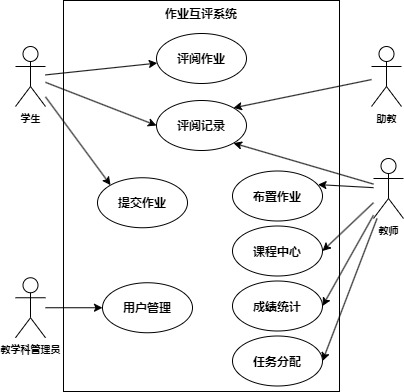 作业互评系统
评阅作业
学生
评阅记录
助教
提交作业
布置作业
教师
课程中心
用户管理
成绩统计
教学科管理员
任务分配